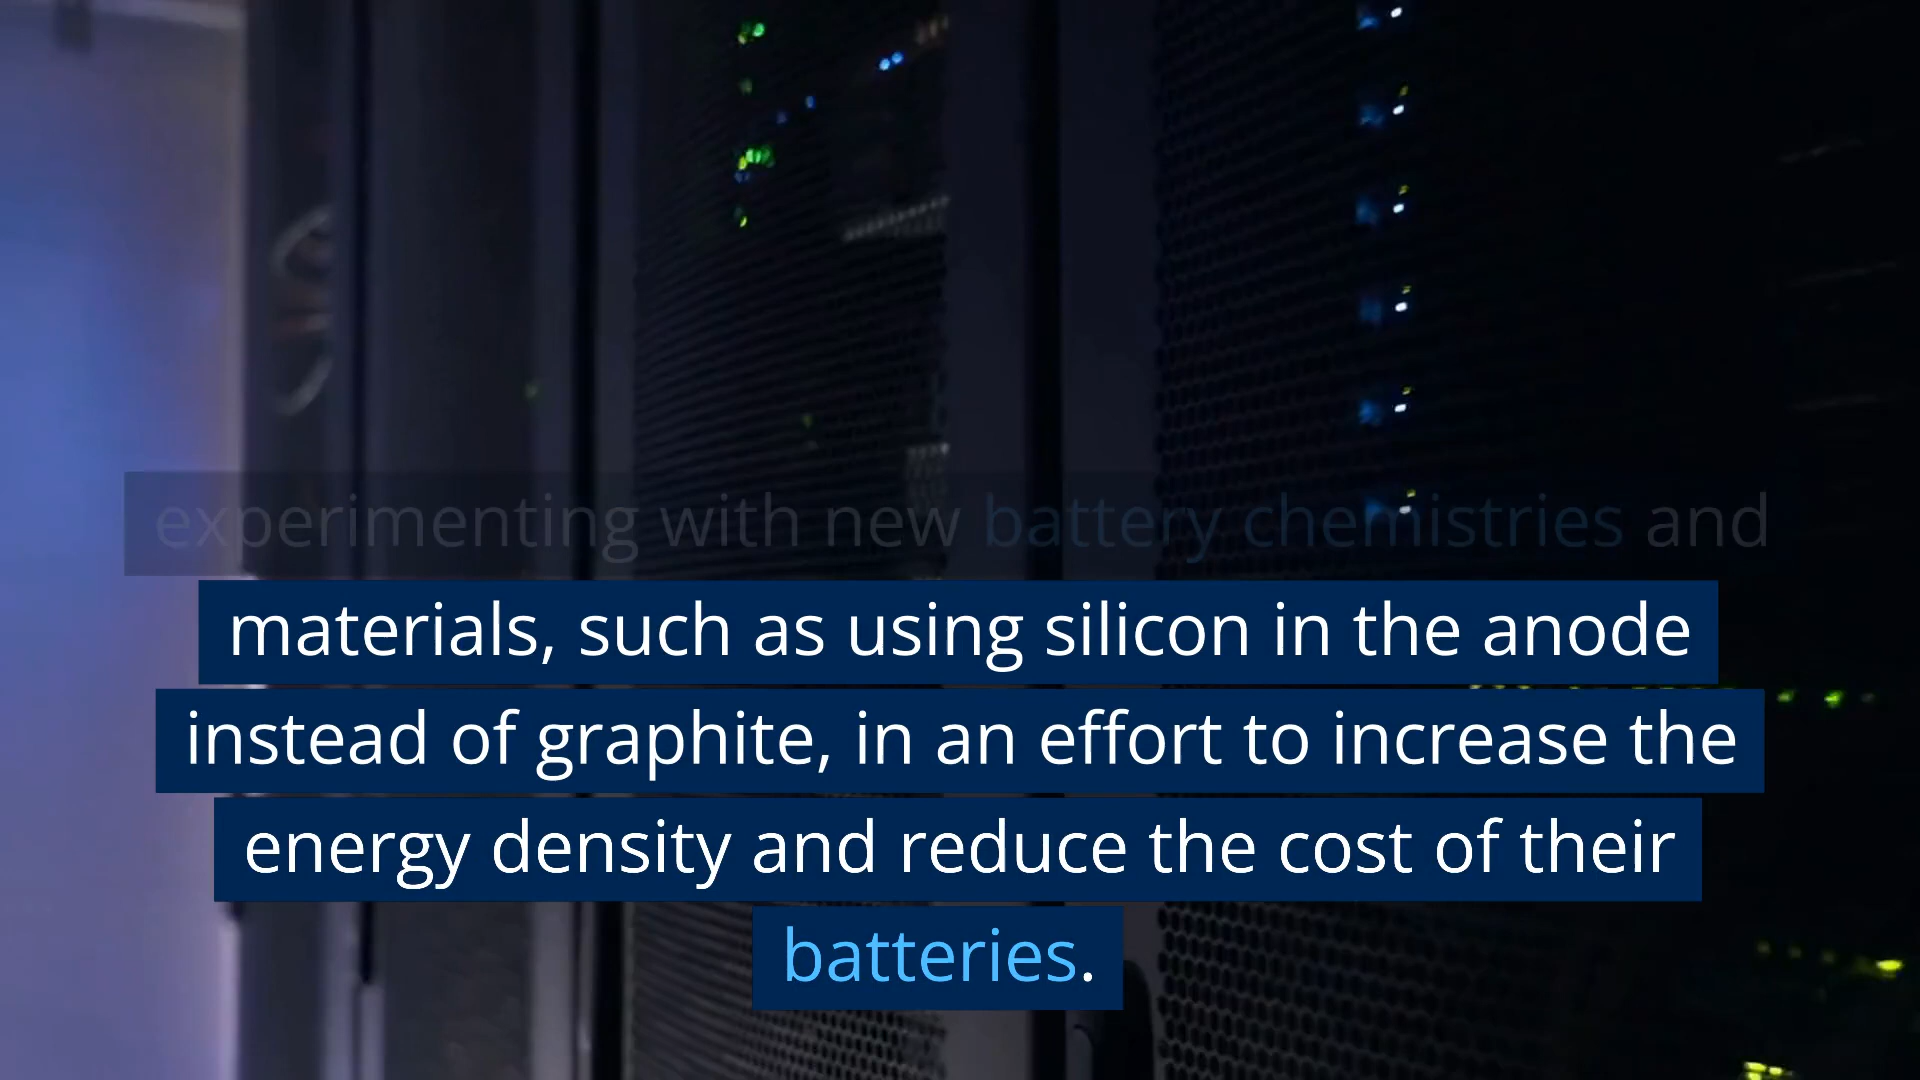 experimenting with new battery chemistries and
materials, such as using silicon in the anode
instead of graphite, in an effort to increase the
energy density and reduce the cost of their
batteries.